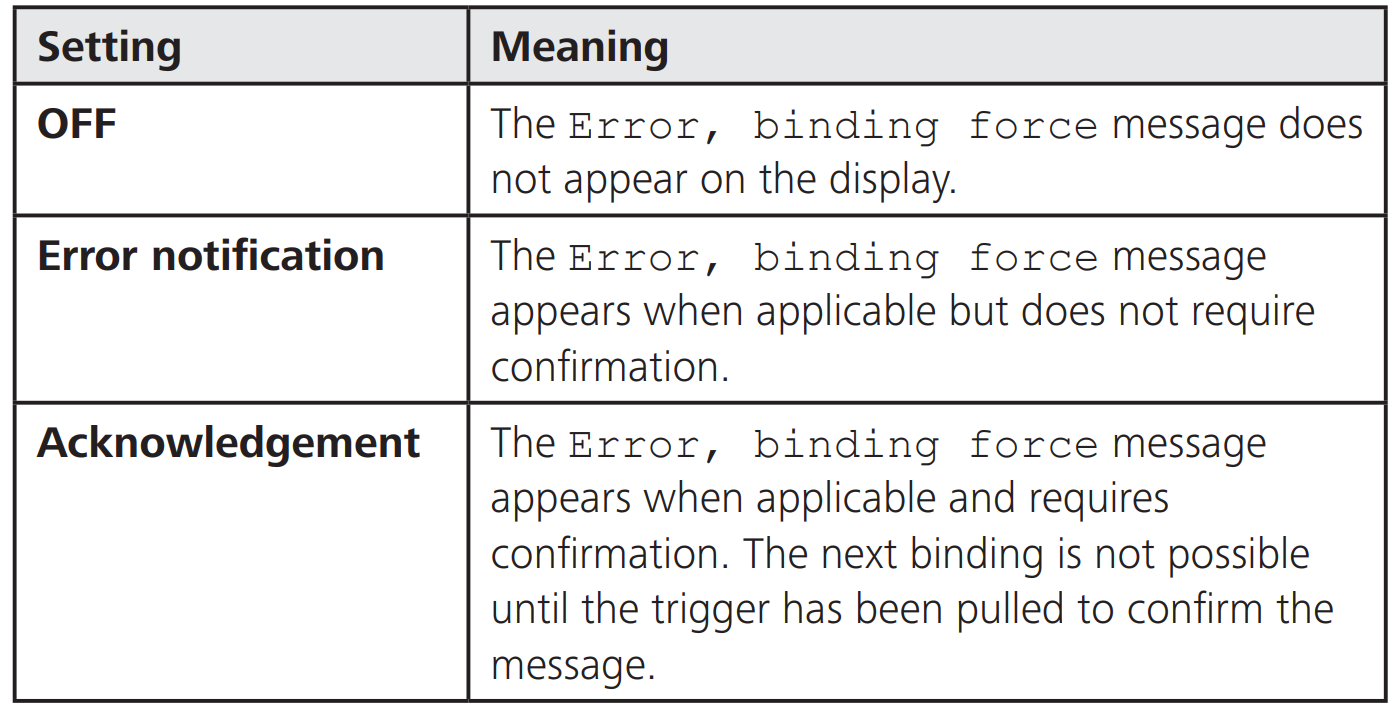 Setting
Meaning
OFF
The Error, binding force message does
not appear on the display.
Error notification
The Error, binding force message
appears when applicable but does not require
confirmation.
Acknowledgement
The Error, binding force message
appears when applicable and requires
confirmation. The next binding is not possible
until the trigger has been pulled to confirm the
message.